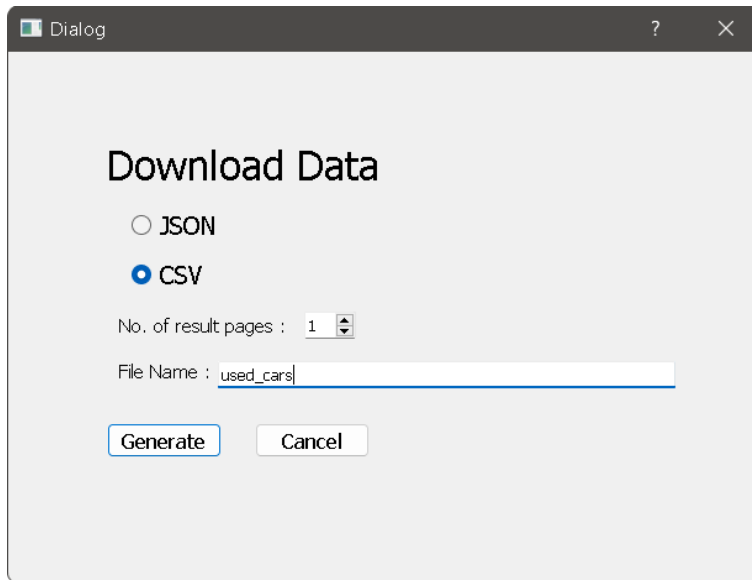 Dialog ?
Download Data
JSON
CSV
No. of result pages : 1
File Name : used_cars
Generate Cancel